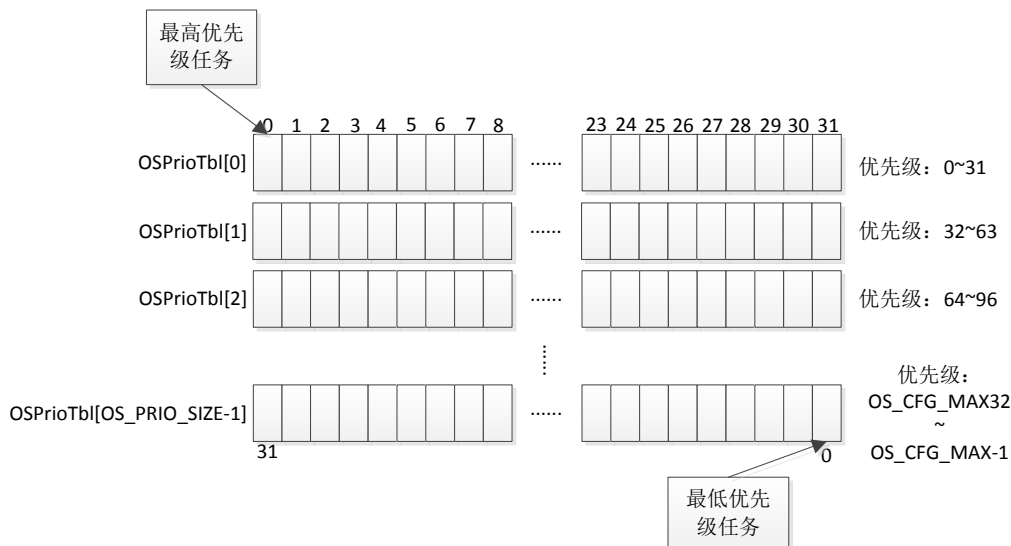 最高优先
级任务
0 1 2 3 4 5 6 7 8 23 24 25 26 27 28 29 30 31
OSPrioTbl[0] ...... 优先级：0~31
OSPrioTbl[1] ...... 优先级：32~63
OSPrioTbl[2] ...... 优先级：64~96
......
优先级：
OSPrioTbl[OS_PRIO_SIZE-1] ...... OS_CFG_MAX32
~
OS_CFG_MAX-1
31 0
最低优先
级任务